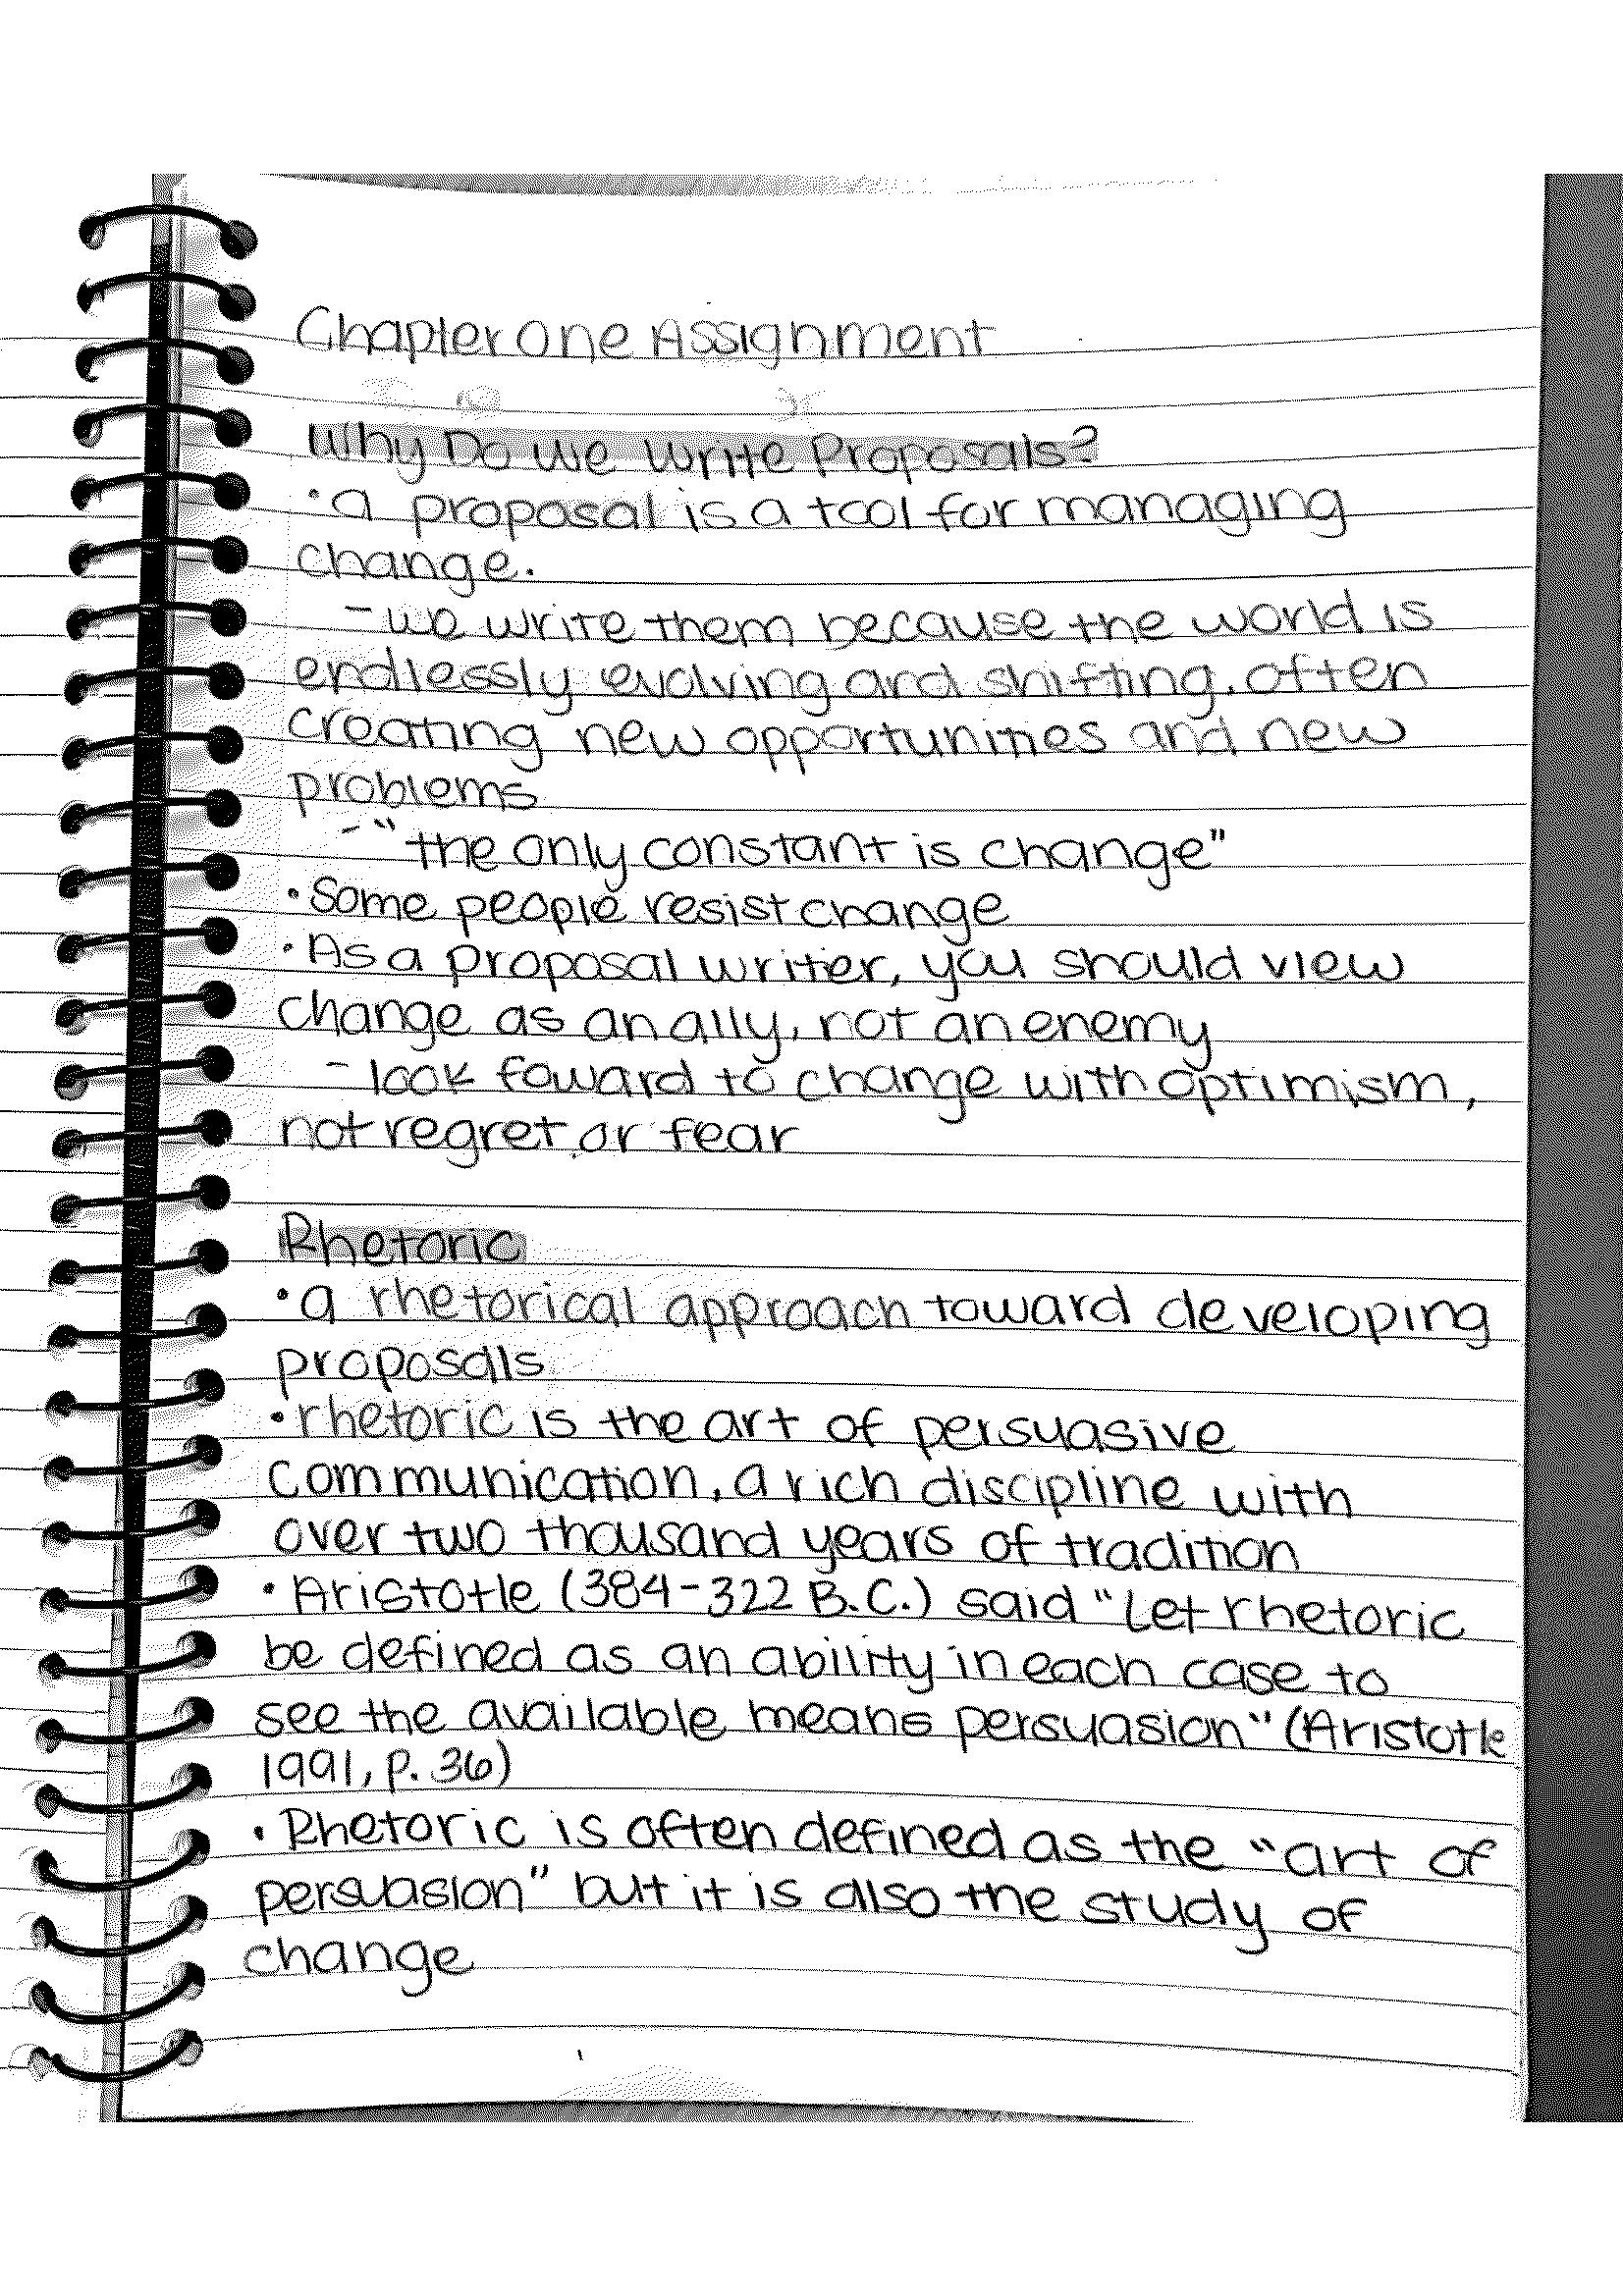 Chapter One Assignment
Why Do We Write Proposals?
• a proposal is a tool for managing
change.
- we write them because the world is
endlessly evolving and shifting, often
creating new opportunities and new
problems
- "the only constant is change"
• Some people resist change
• As a proposal writer, you should view
change as an ally, not an enemy
- look foward to change with optimism,
not regret or fear
Rhetoric
• a rhetorical approach toward developing
proposals
• rhetoric is the art of persuasive
communication, a rich discipline with
over two thousand years of tradition
• Aristotle (384-322 B.C.) said "Let rhetoric
be defined as an ability in each case to
see the available means persuasion" (Aristotle
1991, p. 36)
• Rhetoric is often defined as the "art of
persuasion" but it is also the study of
change